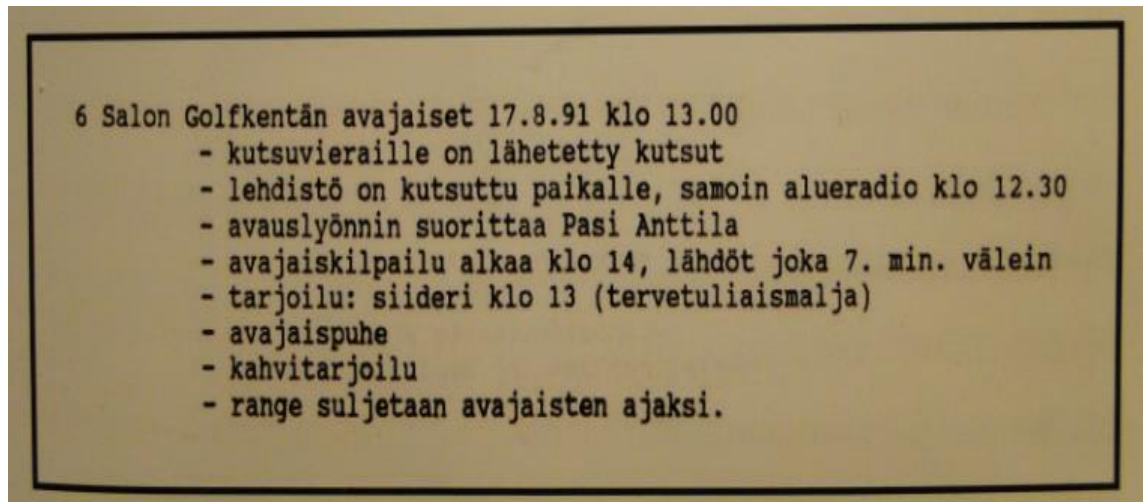 6 Salon Golfkentän avajaiset 17.8.91 klo 13.00
- kutsuvieraille on lähetetty kutsut
- lehdistö on kutsuttu paikalle, samoin alueradio klo 12.30
- avauslyönnin suorittaa Pasi Anttila
- avajaiskilpailu alkaa klo 14, lähdöt joka 7. min. välein
- tarjoilu: siideri klo 13 (tervetuliaismalja)
- avajaispuhe
- kahvitarjoilu
- range suljetaan avajaisten ajaksi.